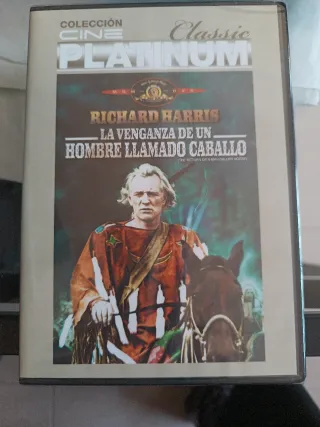 COLECCIÓN
CINE
Classic
PLATINUM
RICHARD HARRIS
LA VENGANZA DE UN
HOMBRE LLAMADO CABALLO